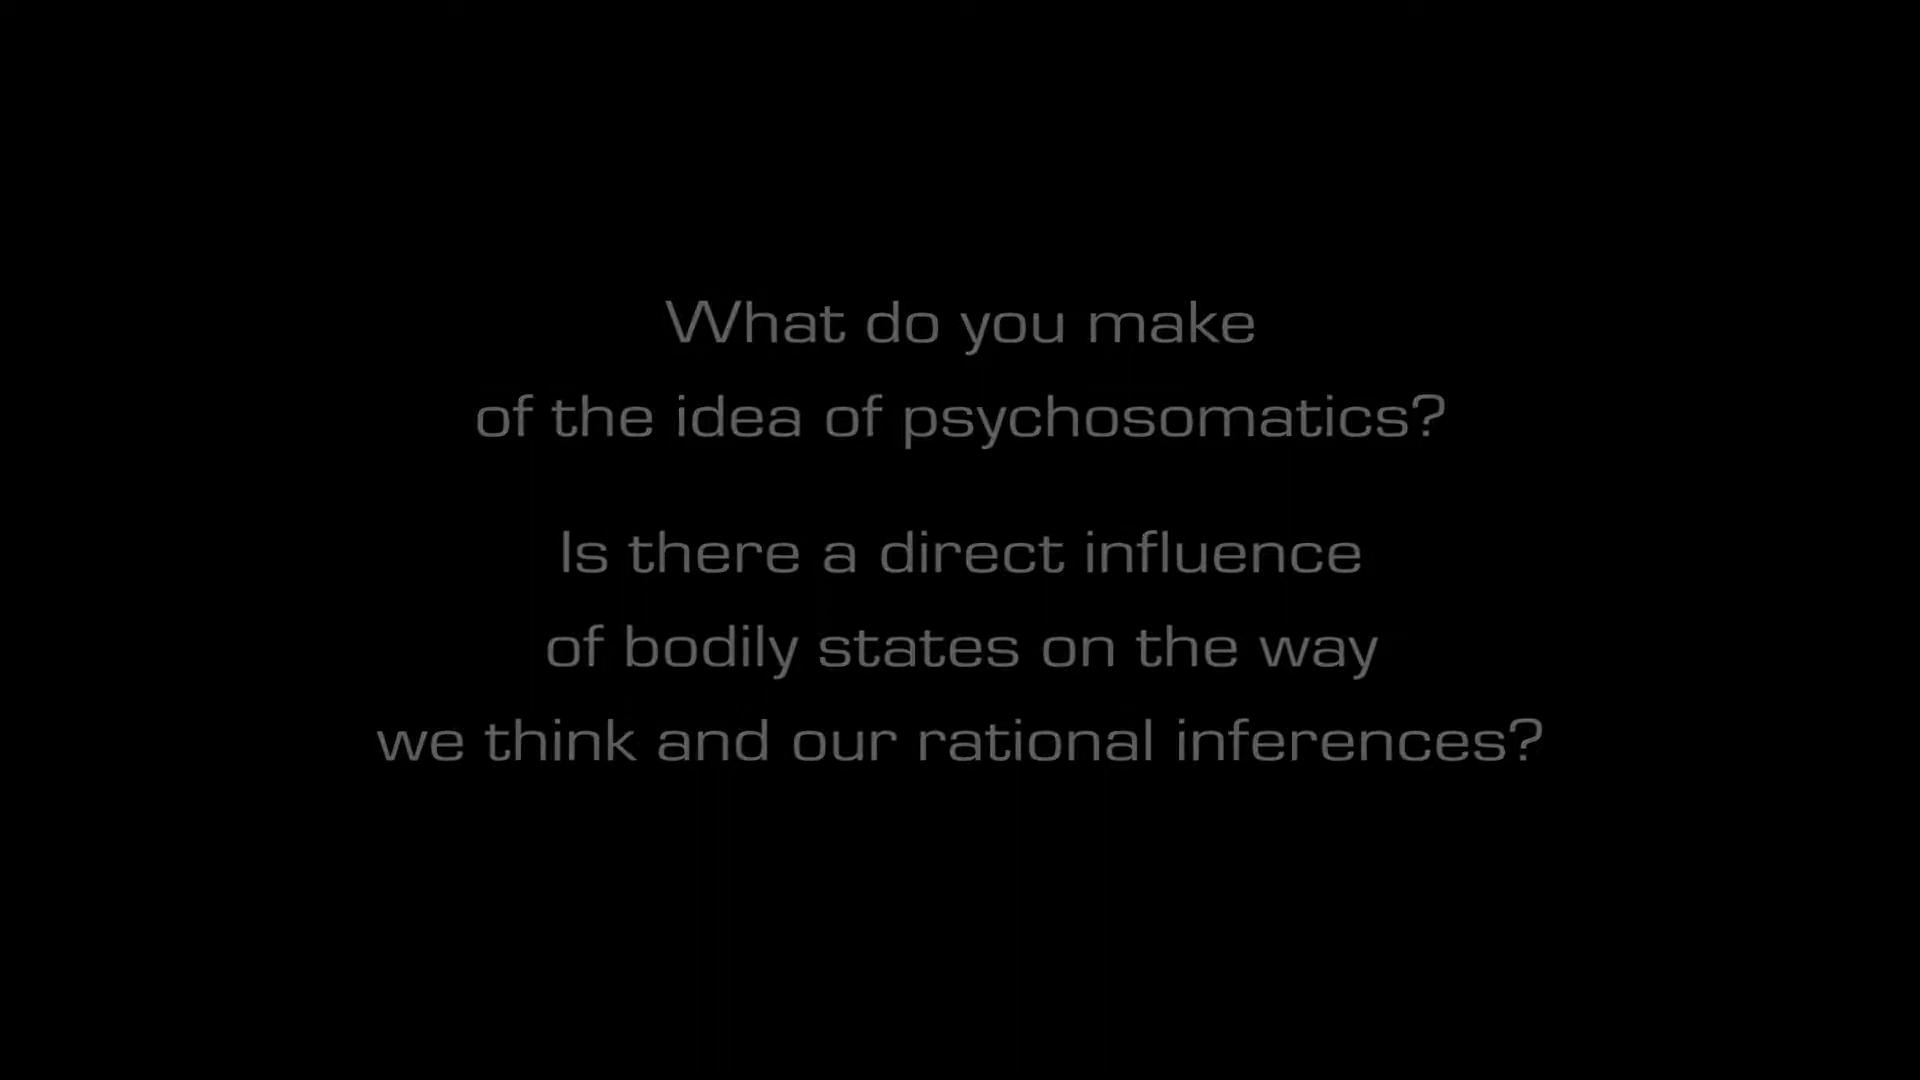 What do you make
of the idea of psychosomatics?
Is there a direct influence
of bodily states on the way
we think and our rational inferences?